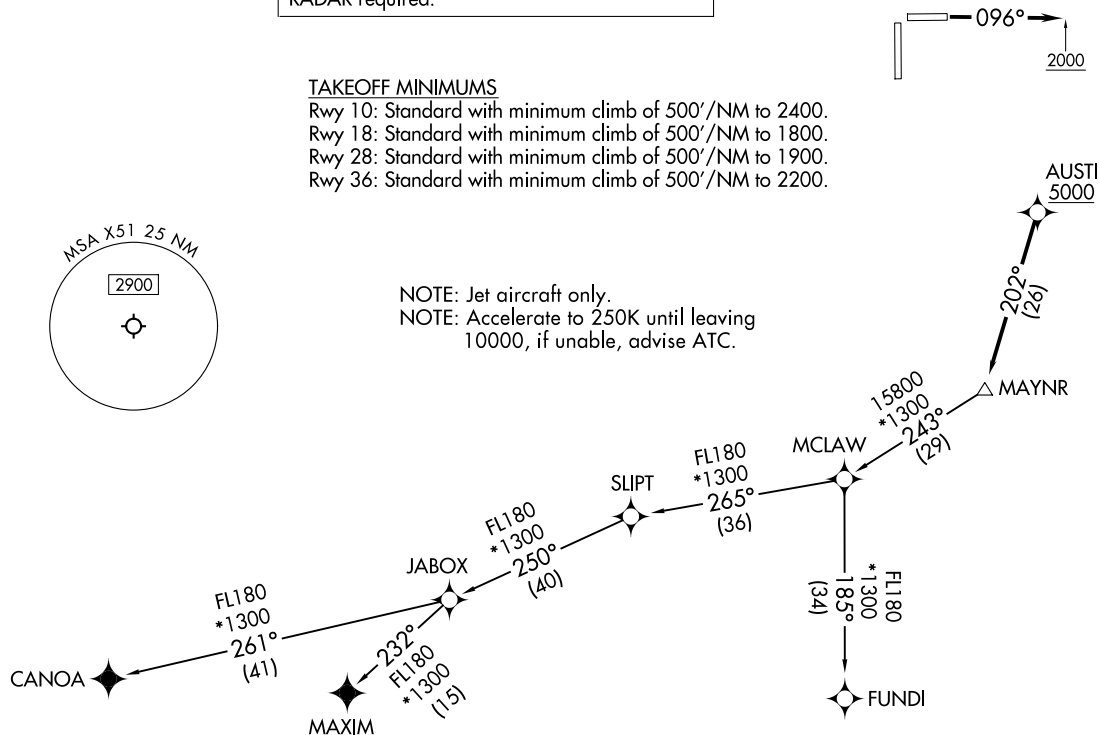 RADAR required.
096°
2000
TAKEOFF MINIMUMS
Rwy 10: Standard with minimum climb of 500'/NM to 2400.
Rwy 18: Standard with minimum climb of 500'/NM to 1800.
Rwy 28: Standard with minimum climb of 500'/NM to 1900.
Rwy 36: Standard with minimum climb of 500'/NM to 2200.
AUSTI
5000
MSA X51 25 NM
2900
NOTE: Jet aircraft only.
NOTE: Accelerate to 250K until leaving
10000, if unable, advise ATC.
202°
(26)
MAYNR
15800
*1300
243°
(29)
MCLAW
FL180
*1300
265°
(36)
SLIPT
FL180
*1300
250°
(40)
JABOX
FL180
*1300
261°
(41)
CANOA
232°
FL180
*1300
(15)
MAXIM
FL180
*1300
185°
(34)
FUNDI